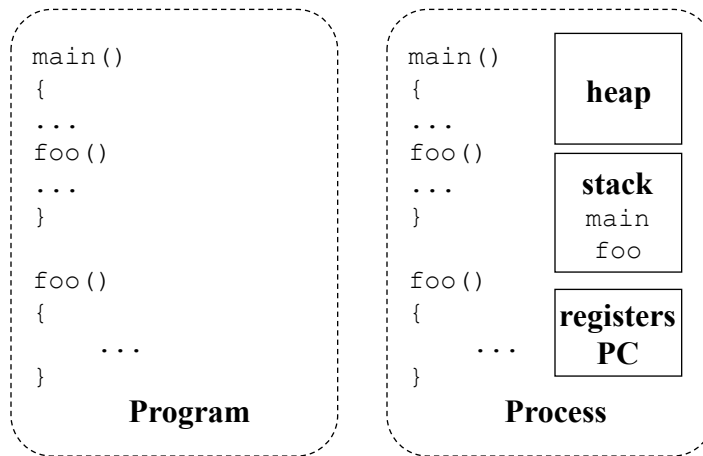 main()
{
...
foo()
...
}
foo()
{
...
}
Program
main()
{
...
foo()
...
}
foo()
{
...
}
heap
stack
main
foo
registers
PC
Process